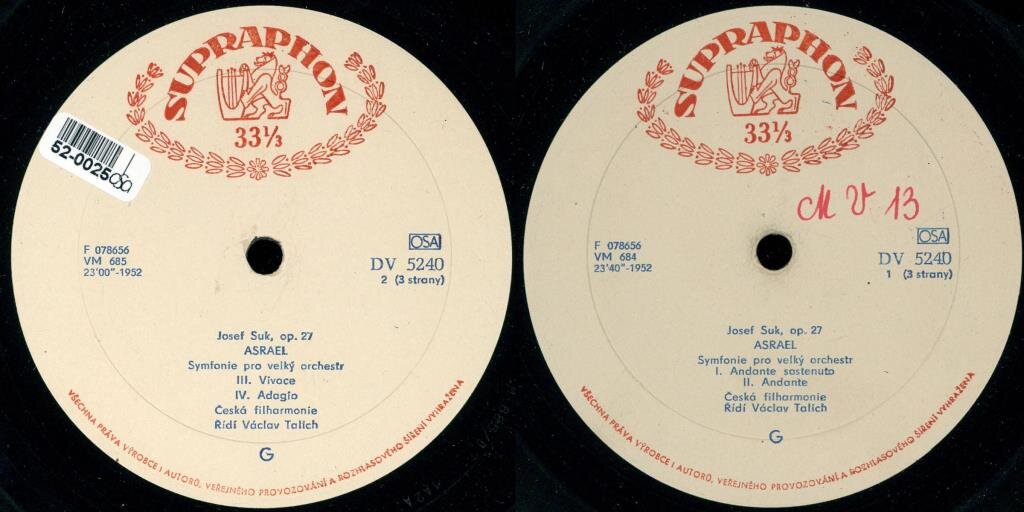 SUPRAPHON
33⅓
52-0025
OSA
F 078656
VM 685
23'00"-1952
OSA
DV 5240
2 (3 strany)
Josef Suk, op. 27
ASRAEL
Symfonie pro velký orchestr
III. Vivace
IV. Adagio
Česká filharmonie
Řídí Václav Talich
G
VŠECHNA PRÁVA VÝROBCE I AUTORŮ, VEŘEJNÉHO PROVOZOVÁNÍ A ROZHLASOVÉHO ŠÍŘENÍ VYHRAŽENA
SUPRAPHON
33⅓
M V 13
F 078656
VM 684
23'40"-1952
OSA
DV 5240
1 (3 strany)
Josef Suk, op. 27
ASRAEL
Symfonie pro velký orchestr
I. Andante sostenuto
II. Andante
Česká filharmonie
Řídí Václav Talich
G
VŠECHNA PRÁVA VÝROBCE I AUTORŮ, VEŘEJNÉHO PROVOZOVÁNÍ A ROZHLASOVÉHO ŠÍŘENÍ VYHRAŽENA